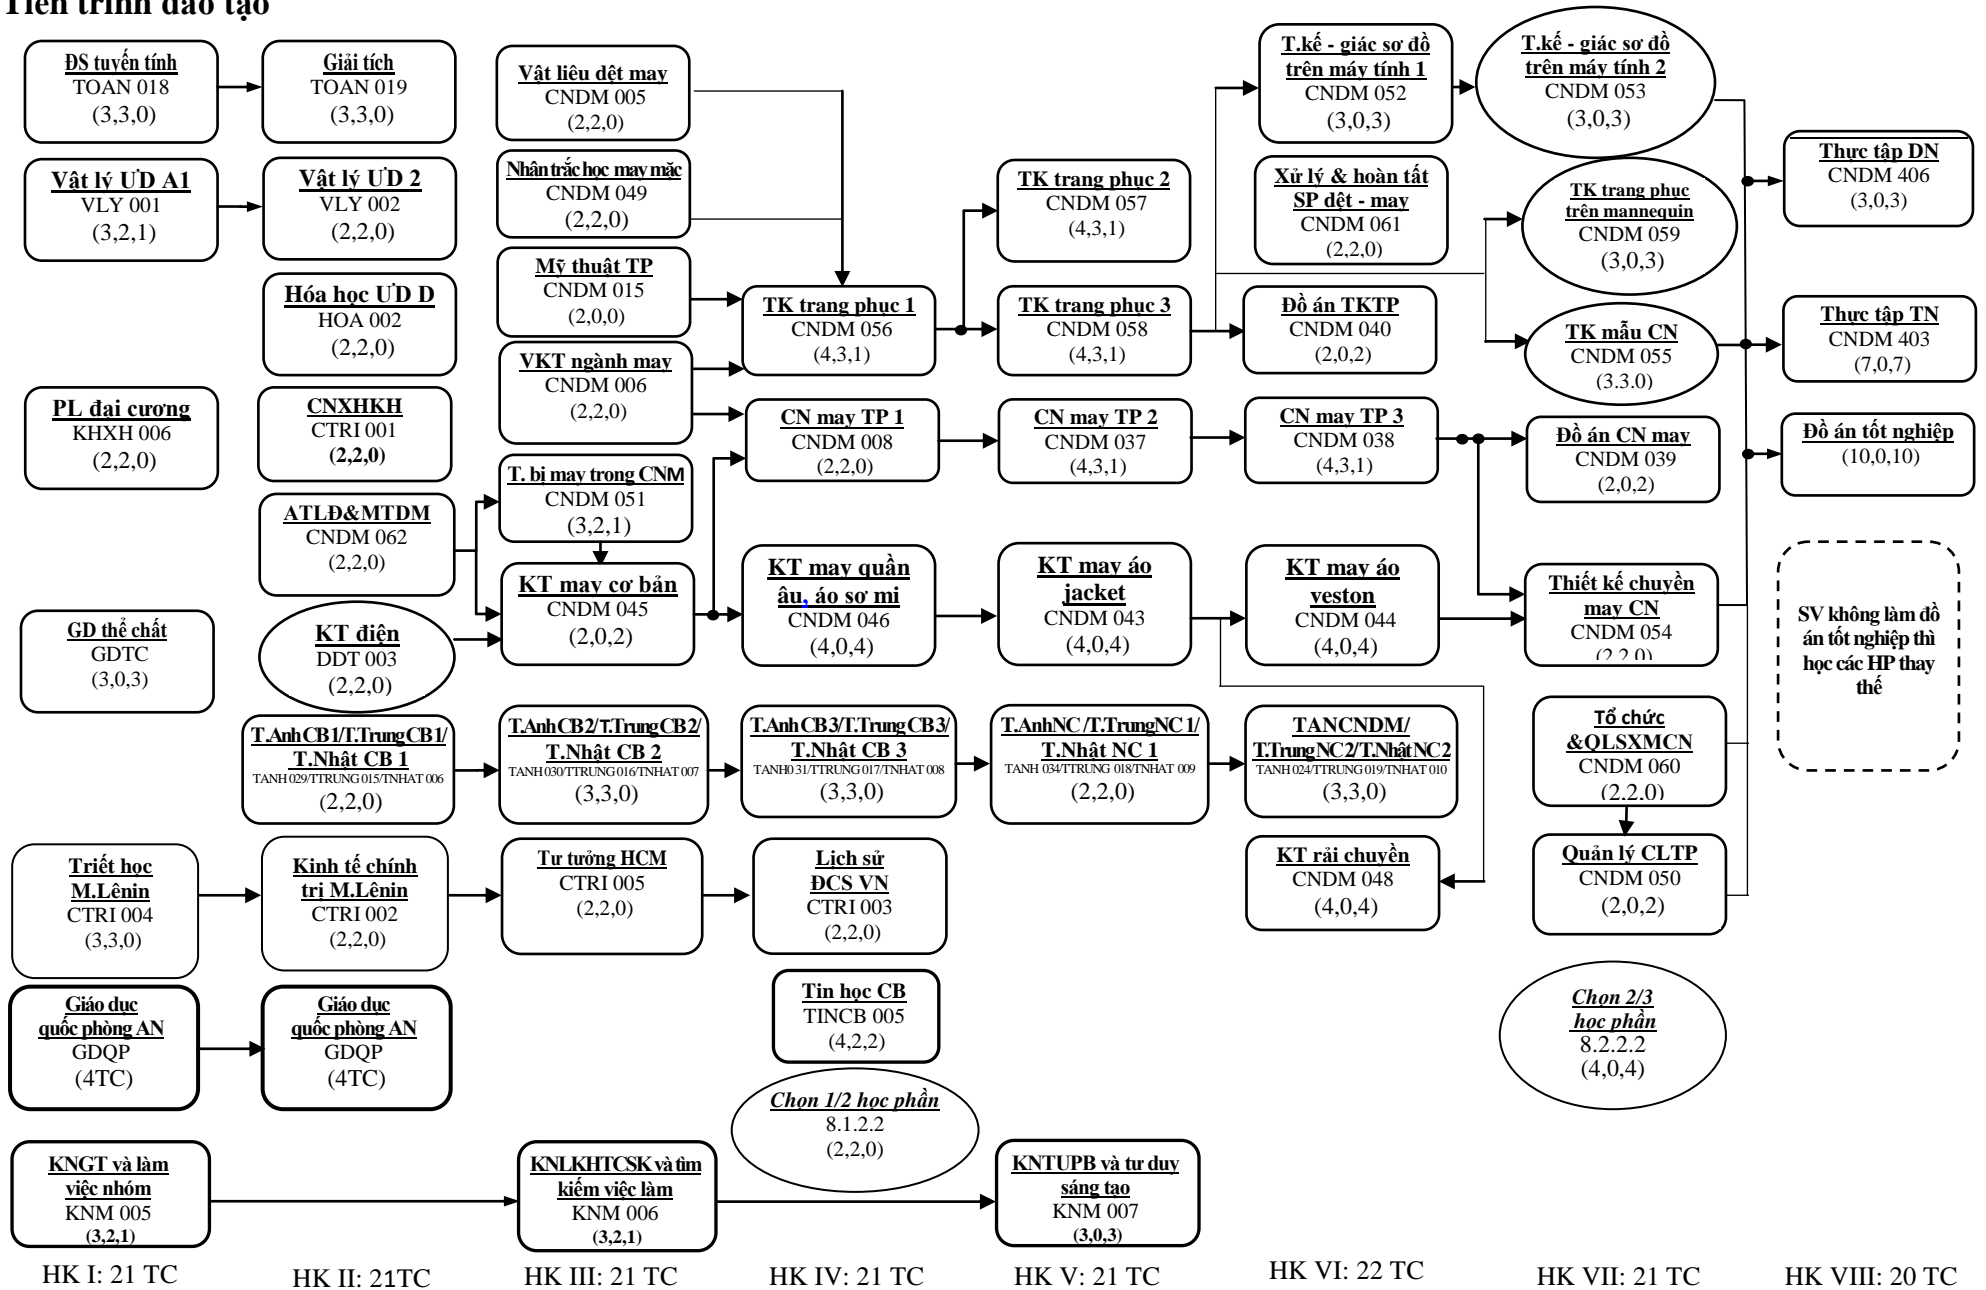 Tiến trình đào tạo
ĐS tuyến tính
TOAN 018
(3,3,0)
Vật lý ƯD A1
VLY 001
(3,2,1)
PL đại cương
KHXH 006
(2,2,0)
GD thể chất
GDTC
(3,0,3)
Triết học
M.Lênin
CTRI 004
(3,3,0)
Giáo dục
quốc phòng AN
GDQP
(4TC)
KNGT và làm
việc nhóm
KNM 005
(3,2,1)
HK I: 21 TC
Giải tích
TOAN 019
(3,3,0)
Vật lý ƯD 2
VLY 002
(2,2,0)
Hóa học ƯD D
HOA 002
(2,2,0)
CNXHKH
CTRI 001
(2,2,0)
ATLĐ&MTDM
CNDM 062
(2,2,0)
KT điện
DDT 003
(2,2,0)
T.Anh CB1/T.Trung CB1/
T.Nhật CB 1
TANH 029/TTRUNG 015/TNHAT 006
(2,2,0)
Kinh tế chính
trị M.Lênin
CTRI 002
(2,2,0)
Giáo dục
quốc phòng AN
GDQP
(4TC)
HK II: 21TC
Vật liêu dệt may
CNDM 005
(2,2,0)
Nhân trắc học may mặc
CNDM 049
(2,2,0)
Mỹ thuật TP
CNDM 015
(2,0,0)
VKT ngành may
CNDM 006
(2,2,0)
T. bị may trong CNM
CNDM 051
(3,2,1)
KT may cơ bản
CNDM 045
(2,0,2)
T.Anh CB2/T.Trung CB2/
T.Nhật CB 2
TANH 030/TTRUNG 016/TNHAT 007
(3,3,0)
Tư tưởng HCM
CTRI 005
(2,2,0)
KNLKHTCSK và tìm
kiếm việc làm
KNM 006
(3,2,1)
HK III: 21 TC
TK trang phục 1
CNDM 056
(4,3,1)
CN may TP 1
CNDM 008
(2,2,0)
KT may quần
âu, áo sơ mi
CNDM 046
(4,0,4)
T.Anh CB3/T.Trung CB3/
T.Nhật CB 3
TANH0 31/TTRUNG 017/TNHAT 008
(3,3,0)
Lịch sử
ĐCS VN
CTRI 003
(2,2,0)
Tin học CB
TINCB 005
(4,2,2)
Chọn 1/2 học phần
8.1.2.2
(2,2,0)
HK IV: 21 TC
TK trang phục 2
CNDM 057
(4,3,1)
TK trang phục 3
CNDM 058
(4,3,1)
CN may TP 2
CNDM 037
(4,3,1)
KT may áo
jacket
CNDM 043
(4,0,4)
T.AnhNC /T.TrungNC 1/
T.Nhật NC 1
TANH 034/TTRUNG 018/TNHAT 009
(2,2,0)
KNTUPB và tư duy
sáng tạo
KNM 007
(3,0,3)
HK V: 21 TC
T.kế - giác sơ đồ
trên máy tính 1
CNDM 052
(3,0,3)
Xử lý & hoàn tất
SP dệt - may
CNDM 061
(2,2,0)
Đồ án TKTP
CNDM 040
(2,0,2)
CN may TP 3
CNDM 038
(4,3,1)
KT may áo
veston
CNDM 044
(4,0,4)
TANCNDM/
T.Trung NC2/T.Nhật NC2
TANH 024/TTRUNG 019/TNHAT 010
(3,3,0)
KT rải chuyền
CNDM 048
(4,0,4)
HK VI: 22 TC
T.kế - giác sơ đồ
trên máy tính 2
CNDM 053
(3,0,3)
TK trang phục
trên mannequin
CNDM 059
(3,0,3)
TK mẫu CN
CNDM 055
(3.3.0)
Đồ án CN may
CNDM 039
(2,0,2)
Thiết kế chuyền
may CN
CNDM 054
(2,2,0)
Tổ chức
&QLSXMCN
CNDM 060
(2,2,0)
Quản lý CLTP
CNDM 050
(2,0,2)
Chọn 2/3
học phần
8.2.2.2
(4,0,4)
HK VII: 21 TC
Thực tập DN
CNDM 406
(3,0,3)
Thực tập TN
CNDM 403
(7,0,7)
Đồ án tốt nghiệp
(10,0,10)
SV không làm đồ
án tốt nghiệp thì
học các HP thay
thế
HK VIII: 20 TC